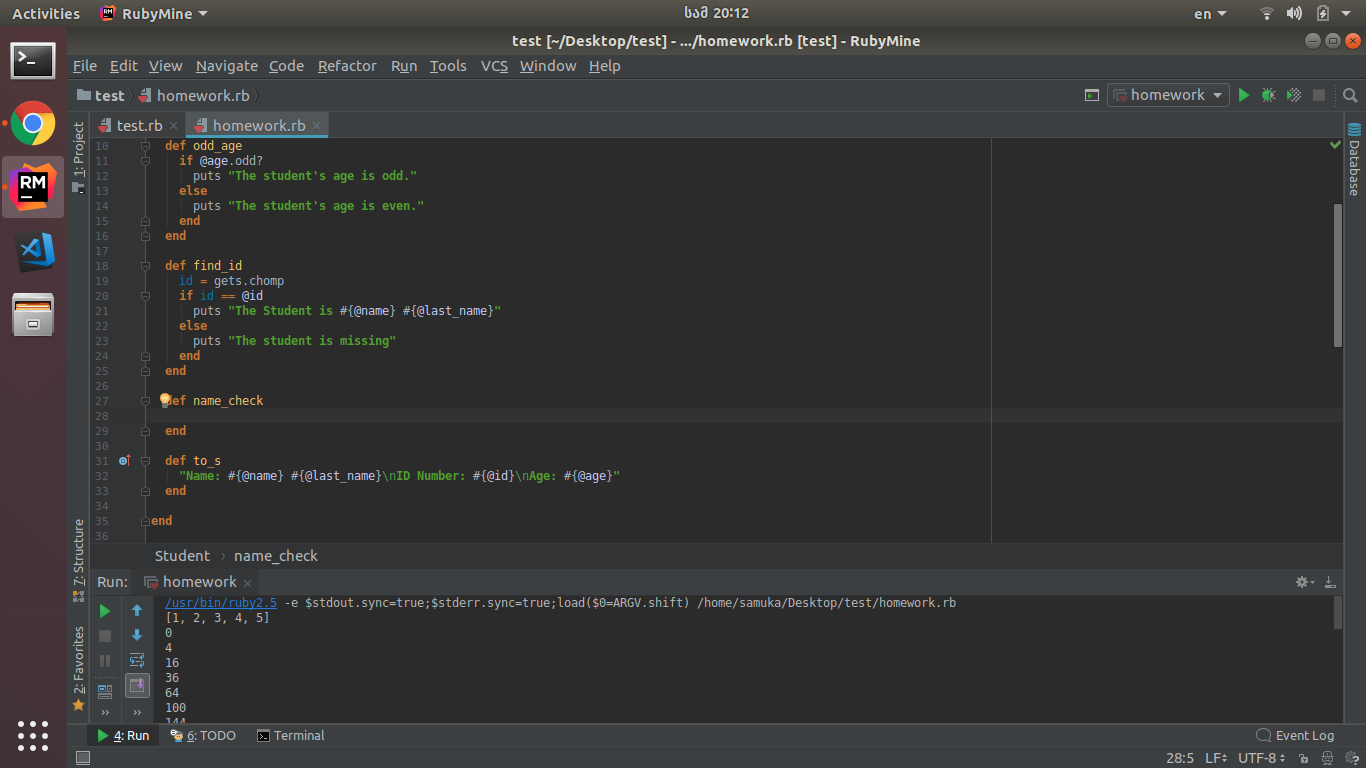 Activities RubyMine სამ 20:12 en
test [~/Desktop/test] - .../homework.rb [test] - RubyMine
File Edit View Navigate Code Refactor Run Tools VCS Window Help
test homework.rb homework
test.rb homework.rb
1: Project
Database
10 def odd_age
11 if @age.odd?
12 puts "The student's age is odd."
13 else
14 puts "The student's age is even."
15 end
16 end
17
18 def find_id
19 id = gets.chomp
20 if id == @id
21 puts "The Student is #{@name} #{@last_name}"
22 else
23 puts "The student is missing"
24 end
25 end
26
27 def name_check
28
29 end
30
31 def to_s
32 "Name: #{@name} #{@last_name}\nID Number: #{@id}\nAge: #{@age}"
33 end
34
35 end
36
Student › name_check
7: Structure
2: Favorites
Run: homework
/usr/bin/ruby2.5 -e $stdout.sync=true;$stderr.sync=true;load($0=ARGV.shift) /home/samuka/Desktop/test/homework.rb
[1, 2, 3, 4, 5]
0
4
16
36
64
100
144
4: Run 6: TODO Terminal Event Log
28:5 LF UTF-8